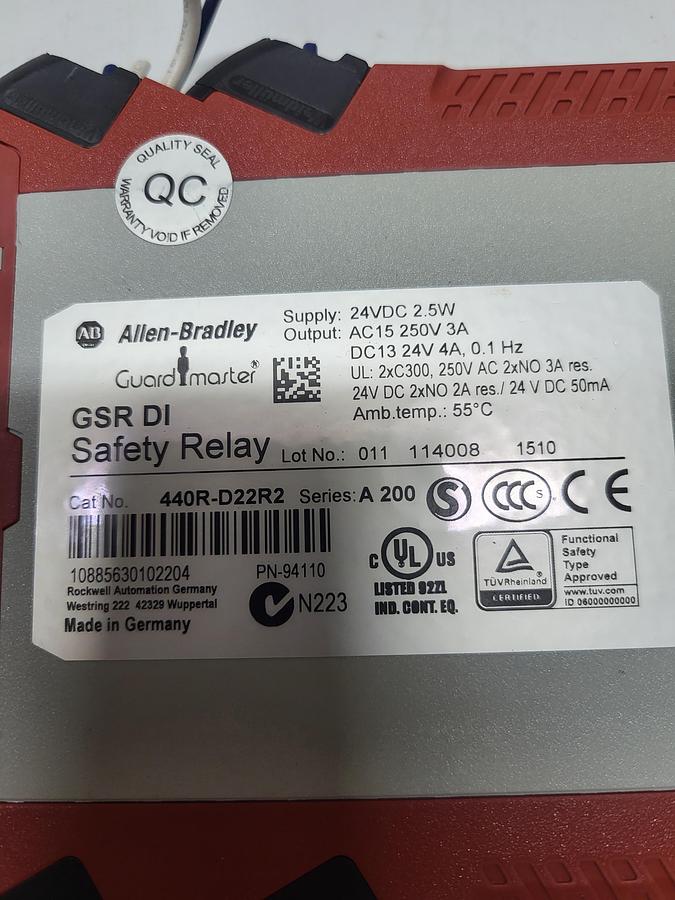 QUALITY SEAL
QC
WARRANTY VOID IF REMOVED
AB
Allen-Bradley
Guardmaster®
GSR DI
Safety Relay
Supply: 24VDC 2.5W
Output: AC15 250V 3A
DC13 24V 4A, 0.1 Hz
UL: 2xC300, 250V AC 2xNO 3A res.
24V DC 2xNO 2A res./ 24 V DC 50mA
Amb.temp.: 55°C
Lot No.: 011 114008 1510
Cat No. 440R-D22R2 Series: A 200
S CCC S CE
10885630102204 PN-94110
Rockwell Automation Germany
Westring 222 42329 Wuppertal
Made in Germany
N223
C UL US
LISTED 92ZL
IND. CONT. EQ.
TÜVRheinland®
CERTIFIED
Functional
Safety
Type
Approved
www.tuv.com
ID 06000000000